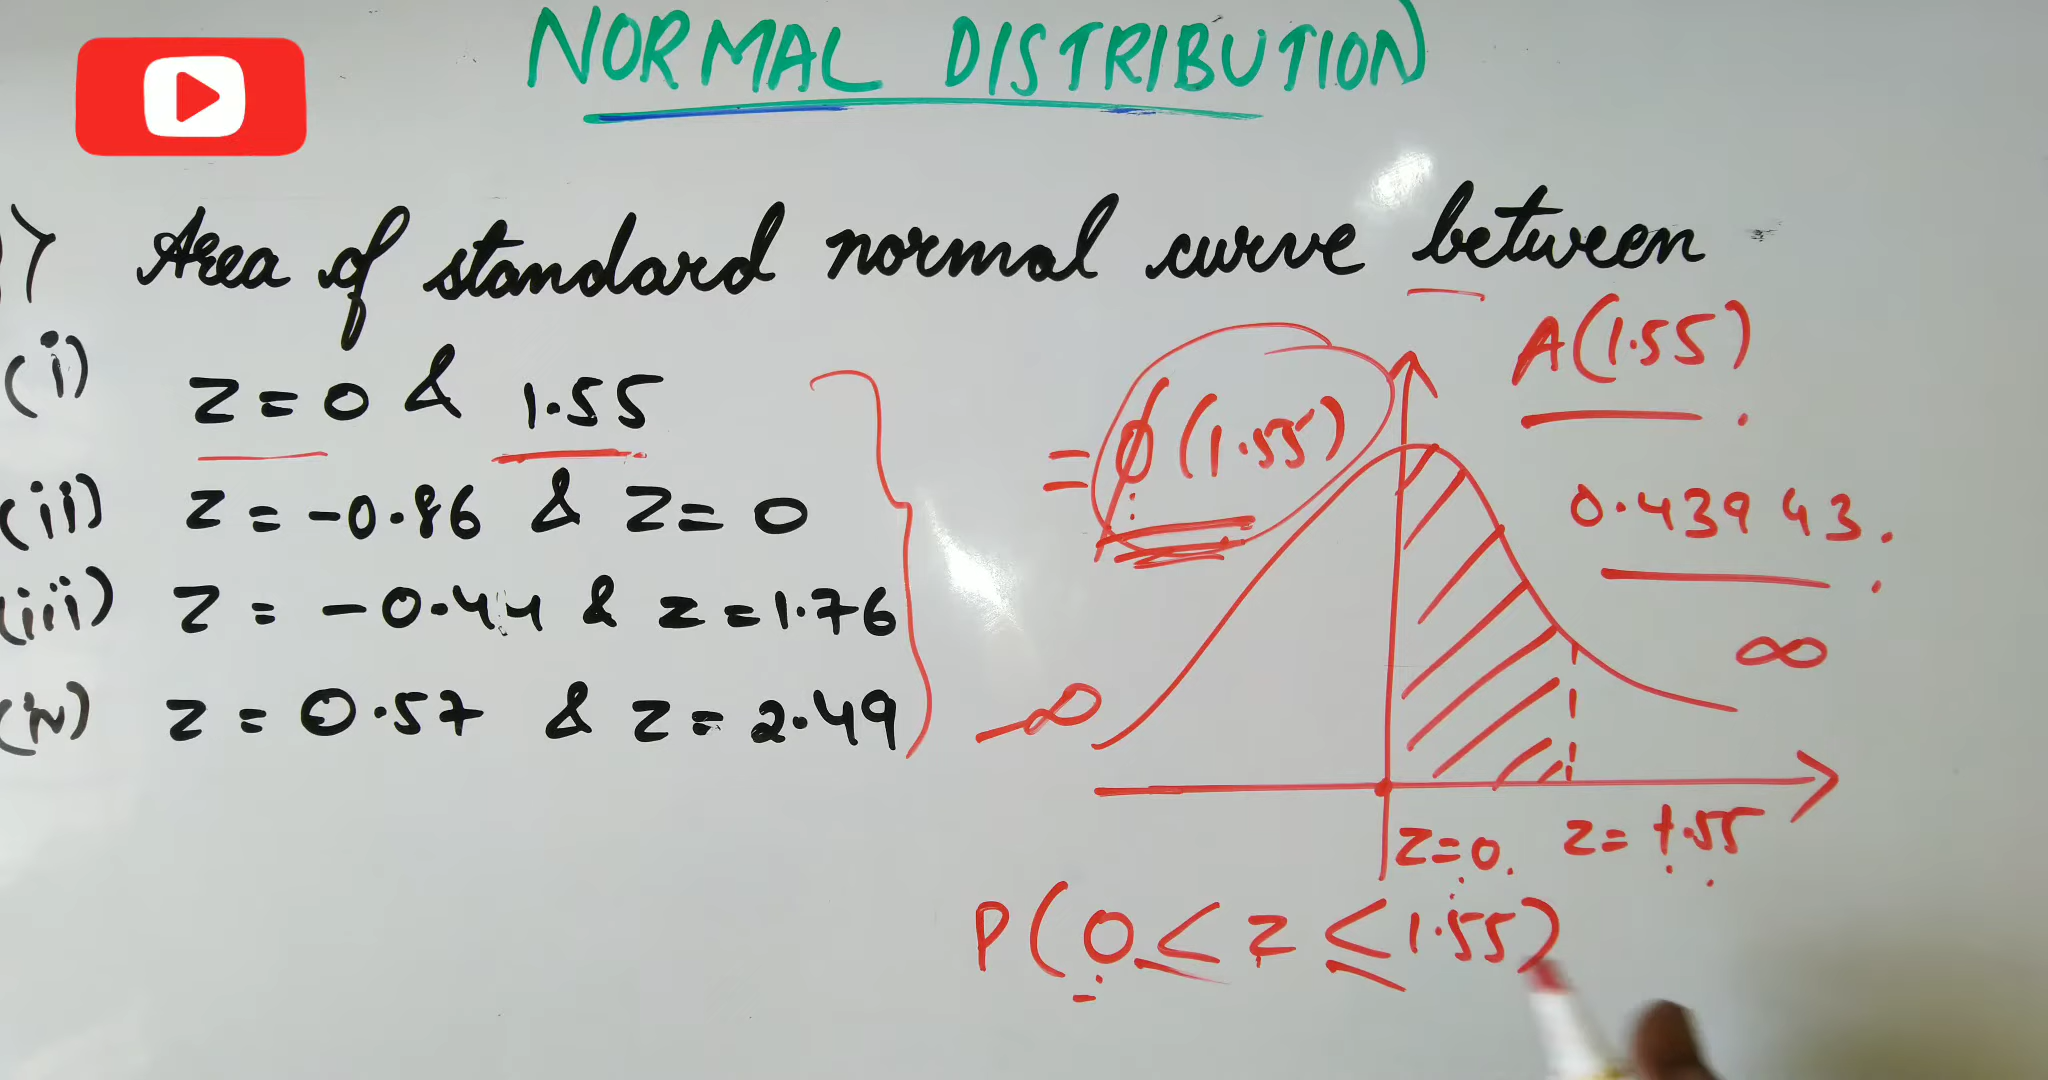 NORMAL DISTRIBUTION
Area of standard normal curve between
(i) z = 0 & 1.55
(ii) z = -0.86 & z = 0
(iii) z = -0.44 & z = 1.76
(iv) z = 0.57 & z = 2.49
A(1.55)
= ϕ(1.55)
0.43943
-∞
∞
z=0
z= 1.55
P(0 ≤ z ≤ 1.55)